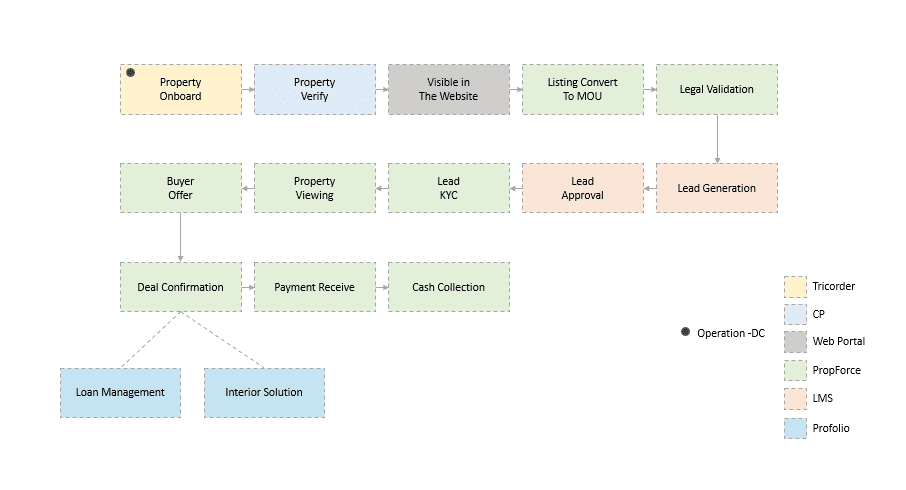 Property
Onboard
Property
Verify
Visible in
The Website
Listing Convert
To MOU
Legal Validation
Buyer
Offer
Property
Viewing
Lead
KYC
Lead
Approval
Lead Generation
Deal Confirmation
Payment Receive
Cash Collection
Loan Management
Interior Solution
Operation -DC
Tricorder
CP
Web Portal
PropForce
LMS
Profolio